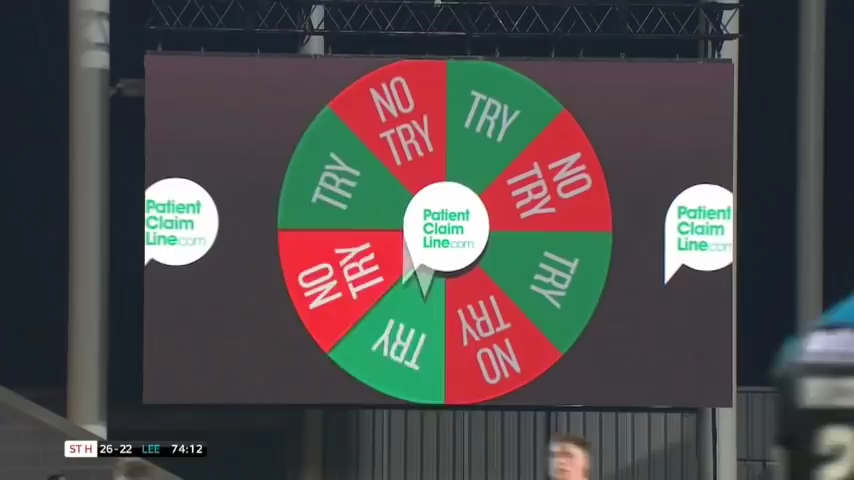 NO
TRY
TRY
NO
TRY
TRY
NO
TRY
TRY
NO
TRY
TRY
Patient
Claim
Line.com
Patient
Claim
Line.com
Patient
Claim
Line.com
ST H 26-22 LEE 74:12
2